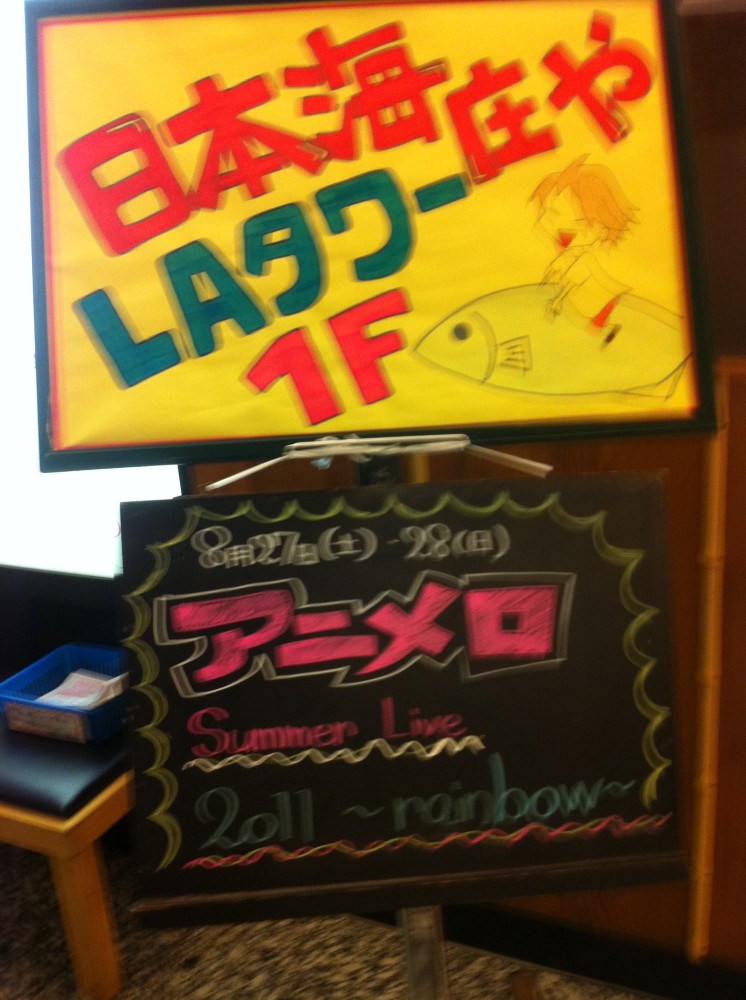 日本海庄や
LAタワー
1F
8月27日(土)-28(日)
アニメロ
Summer Live
2011 ~rainbow~